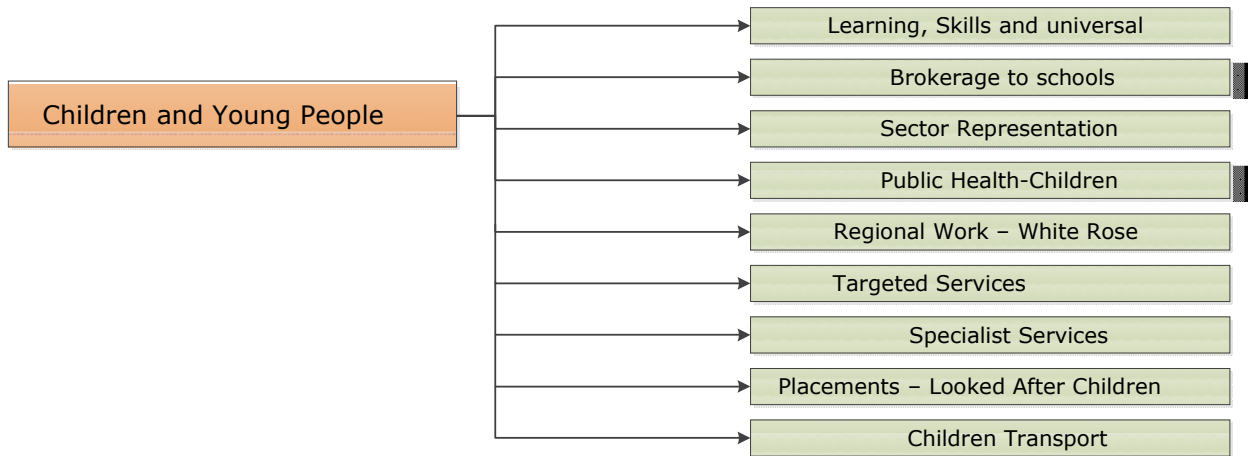 Children and Young People
Learning, Skills and universal
Brokerage to schools
Sector Representation
Public Health-Children
Regional Work – White Rose
Targeted Services
Specialist Services
Placements – Looked After Children
Children Transport